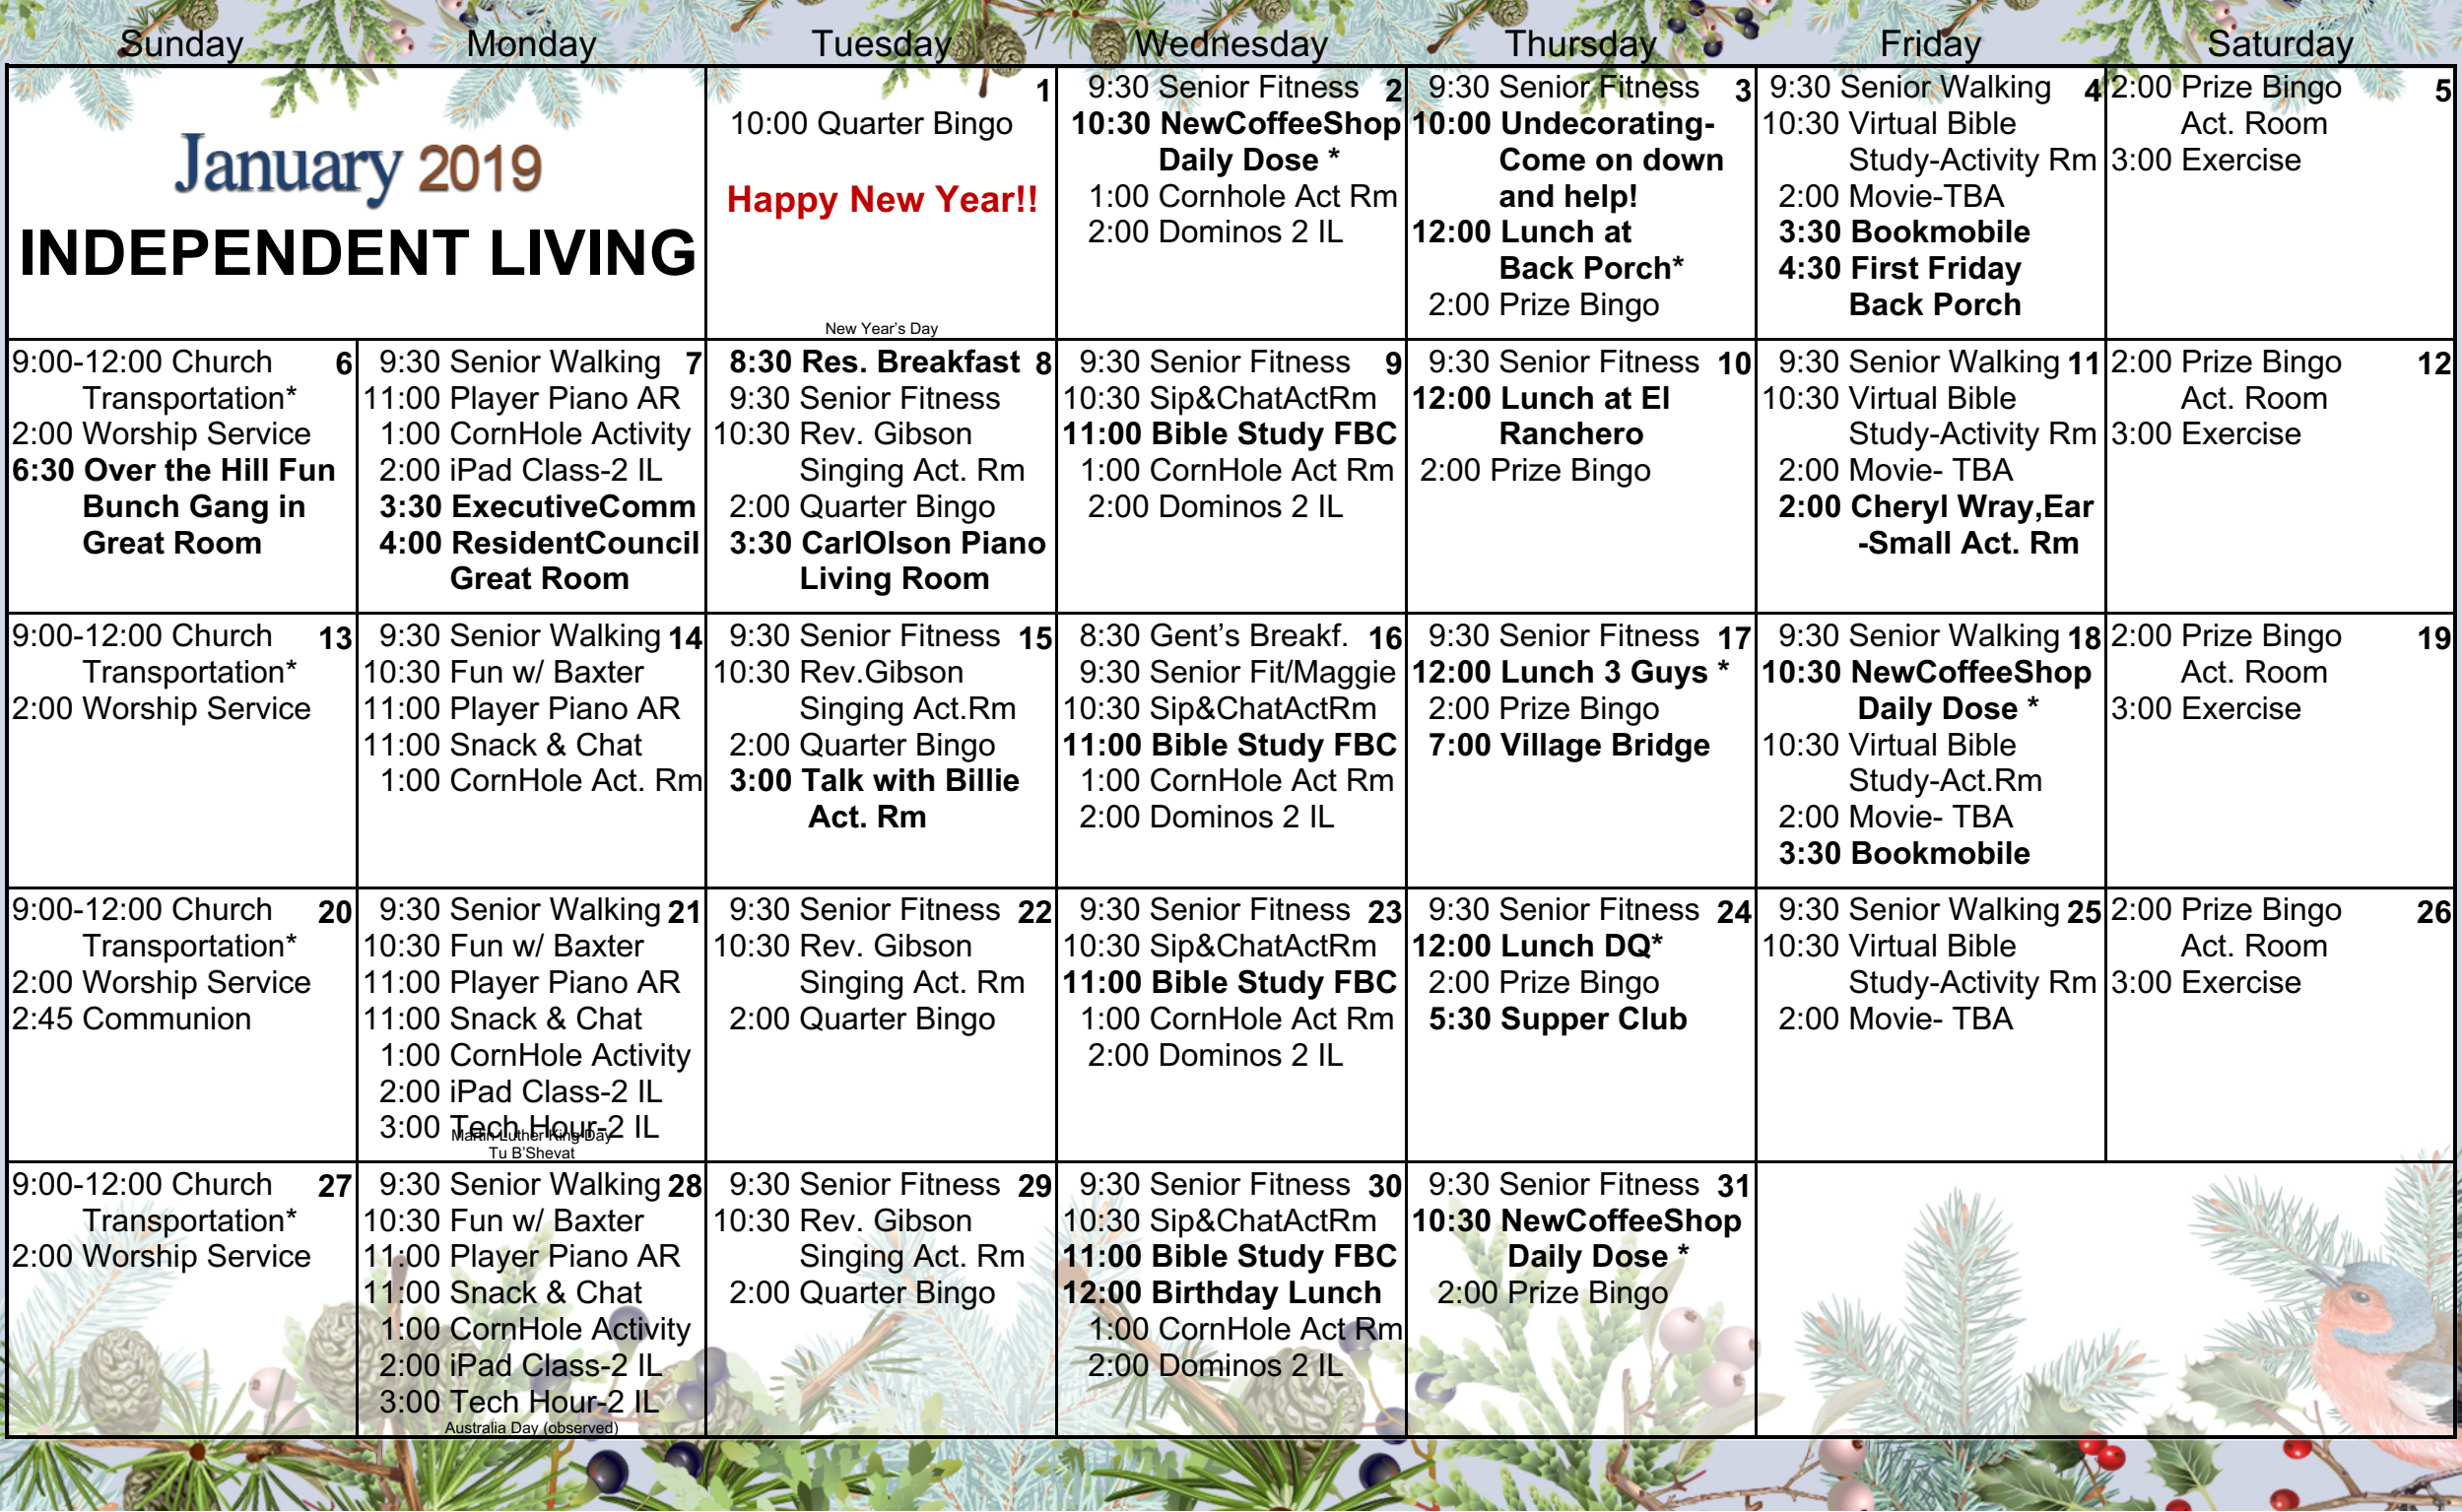 Sunday Monday Tuesday Wednesday Thursday Friday Saturday
January 2019
INDEPENDENT LIVING
1
10:00 Quarter Bingo
Happy New Year!!
New Year's Day
9:30 Senior Fitness 2
10:30 NewCoffeeShop
Daily Dose *
1:00 Cornhole Act Rm
2:00 Dominos 2 IL
9:30 Senior Fitness 3
10:00 Undecorating-
Come on down
and help!
12:00 Lunch at
Back Porch*
2:00 Prize Bingo
9:30 Senior Walking 4
10:30 Virtual Bible
Study-Activity Rm
2:00 Movie-TBA
3:30 Bookmobile
4:30 First Friday
Back Porch
2:00 Prize Bingo 5
Act. Room
3:00 Exercise
9:00-12:00 Church 6
Transportation*
2:00 Worship Service
6:30 Over the Hill Fun
Bunch Gang in
Great Room
9:30 Senior Walking 7
11:00 Player Piano AR
1:00 CornHole Activity
2:00 iPad Class-2 IL
3:30 ExecutiveComm
4:00 ResidentCouncil
Great Room
8:30 Res. Breakfast 8
9:30 Senior Fitness
10:30 Rev. Gibson
Singing Act. Rm
2:00 Quarter Bingo
3:30 CarlOlson Piano
Living Room
9:30 Senior Fitness 9
10:30 Sip&ChatActRm
11:00 Bible Study FBC
1:00 CornHole Act Rm
2:00 Dominos 2 IL
9:30 Senior Fitness 10
12:00 Lunch at El
Ranchero
2:00 Prize Bingo
9:30 Senior Walking 11
10:30 Virtual Bible
Study-Activity Rm
2:00 Movie- TBA
2:00 Cheryl Wray,Ear
-Small Act. Rm
2:00 Prize Bingo 12
Act. Room
3:00 Exercise
9:00-12:00 Church 13
Transportation*
2:00 Worship Service
9:30 Senior Walking 14
10:30 Fun w/ Baxter
11:00 Player Piano AR
11:00 Snack & Chat
1:00 CornHole Act. Rm
9:30 Senior Fitness 15
10:30 Rev.Gibson
Singing Act.Rm
2:00 Quarter Bingo
3:00 Talk with Billie
Act. Rm
8:30 Gent's Breakf. 16
9:30 Senior Fit/Maggie
10:30 Sip&ChatActRm
11:00 Bible Study FBC
1:00 CornHole Act Rm
2:00 Dominos 2 IL
9:30 Senior Fitness 17
12:00 Lunch 3 Guys *
2:00 Prize Bingo
7:00 Village Bridge
9:30 Senior Walking 18
10:30 NewCoffeeShop
Daily Dose *
10:30 Virtual Bible
Study-Act.Rm
2:00 Movie- TBA
3:30 Bookmobile
2:00 Prize Bingo 19
Act. Room
3:00 Exercise
9:00-12:00 Church 20
Transportation*
2:00 Worship Service
2:45 Communion
9:30 Senior Walking 21
10:30 Fun w/ Baxter
11:00 Player Piano AR
11:00 Snack & Chat
1:00 CornHole Activity
2:00 iPad Class-2 IL
3:00 Tech Hour-2 IL
Martin Luther King Day
Tu B'Shevat
9:30 Senior Fitness 22
10:30 Rev. Gibson
Singing Act. Rm
2:00 Quarter Bingo
9:30 Senior Fitness 23
10:30 Sip&ChatActRm
11:00 Bible Study FBC
1:00 CornHole Act Rm
2:00 Dominos 2 IL
9:30 Senior Fitness 24
12:00 Lunch DQ*
2:00 Prize Bingo
5:30 Supper Club
9:30 Senior Walking 25
10:30 Virtual Bible
Study-Activity Rm
2:00 Movie- TBA
2:00 Prize Bingo 26
Act. Room
3:00 Exercise
9:00-12:00 Church 27
Transportation*
2:00 Worship Service
9:30 Senior Walking 28
10:30 Fun w/ Baxter
11:00 Player Piano AR
11:00 Snack & Chat
1:00 CornHole Activity
2:00 iPad Class-2 IL
3:00 Tech Hour-2 IL
Australia Day (observed)
9:30 Senior Fitness 29
10:30 Rev. Gibson
Singing Act. Rm
2:00 Quarter Bingo
9:30 Senior Fitness 30
10:30 Sip&ChatActRm
11:00 Bible Study FBC
12:00 Birthday Lunch
1:00 CornHole Act Rm
2:00 Dominos 2 IL
9:30 Senior Fitness 31
10:30 NewCoffeeShop
Daily Dose *
2:00 Prize Bingo